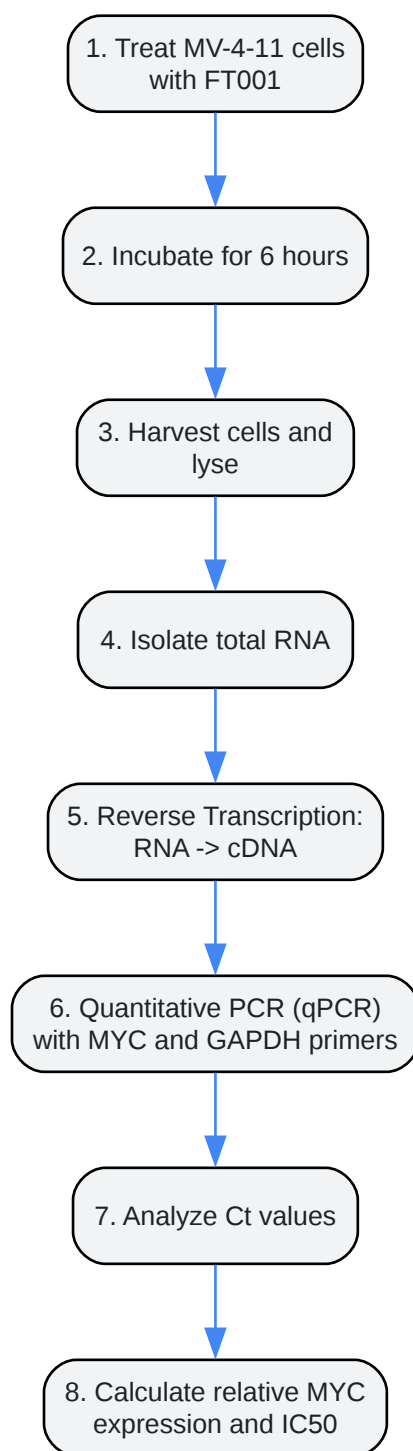 1. Treat MV-4-11 cells
with FT001
2. Incubate for 6 hours
3. Harvest cells and
lyse
4. Isolate total RNA
5. Reverse Transcription:
RNA -> cDNA
6. Quantitative PCR (qPCR)
with MYC and GAPDH primers
7. Analyze Ct values
8. Calculate relative MYC
expression and IC50